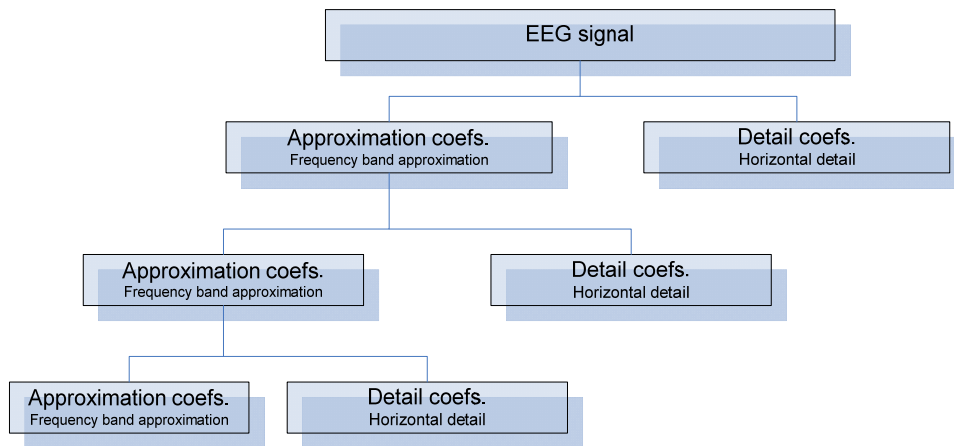 EEG signal
Approximation coefs.
Frequency band approximation
Detail coefs.
Horizontal detail
Approximation coefs.
Frequency band approximation
Detail coefs.
Horizontal detail
Approximation coefs.
Frequency band approximation
Detail coefs.
Horizontal detail